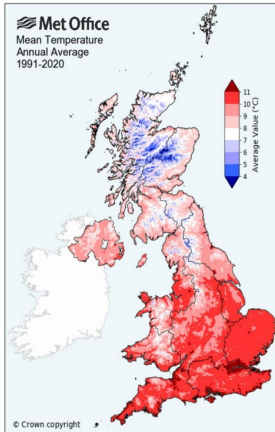 Met Office
Mean Temperature
Annual Average
1991-2020
11
10
9
8
7
6
5
4
Average Value (°C)
© Crown copyright